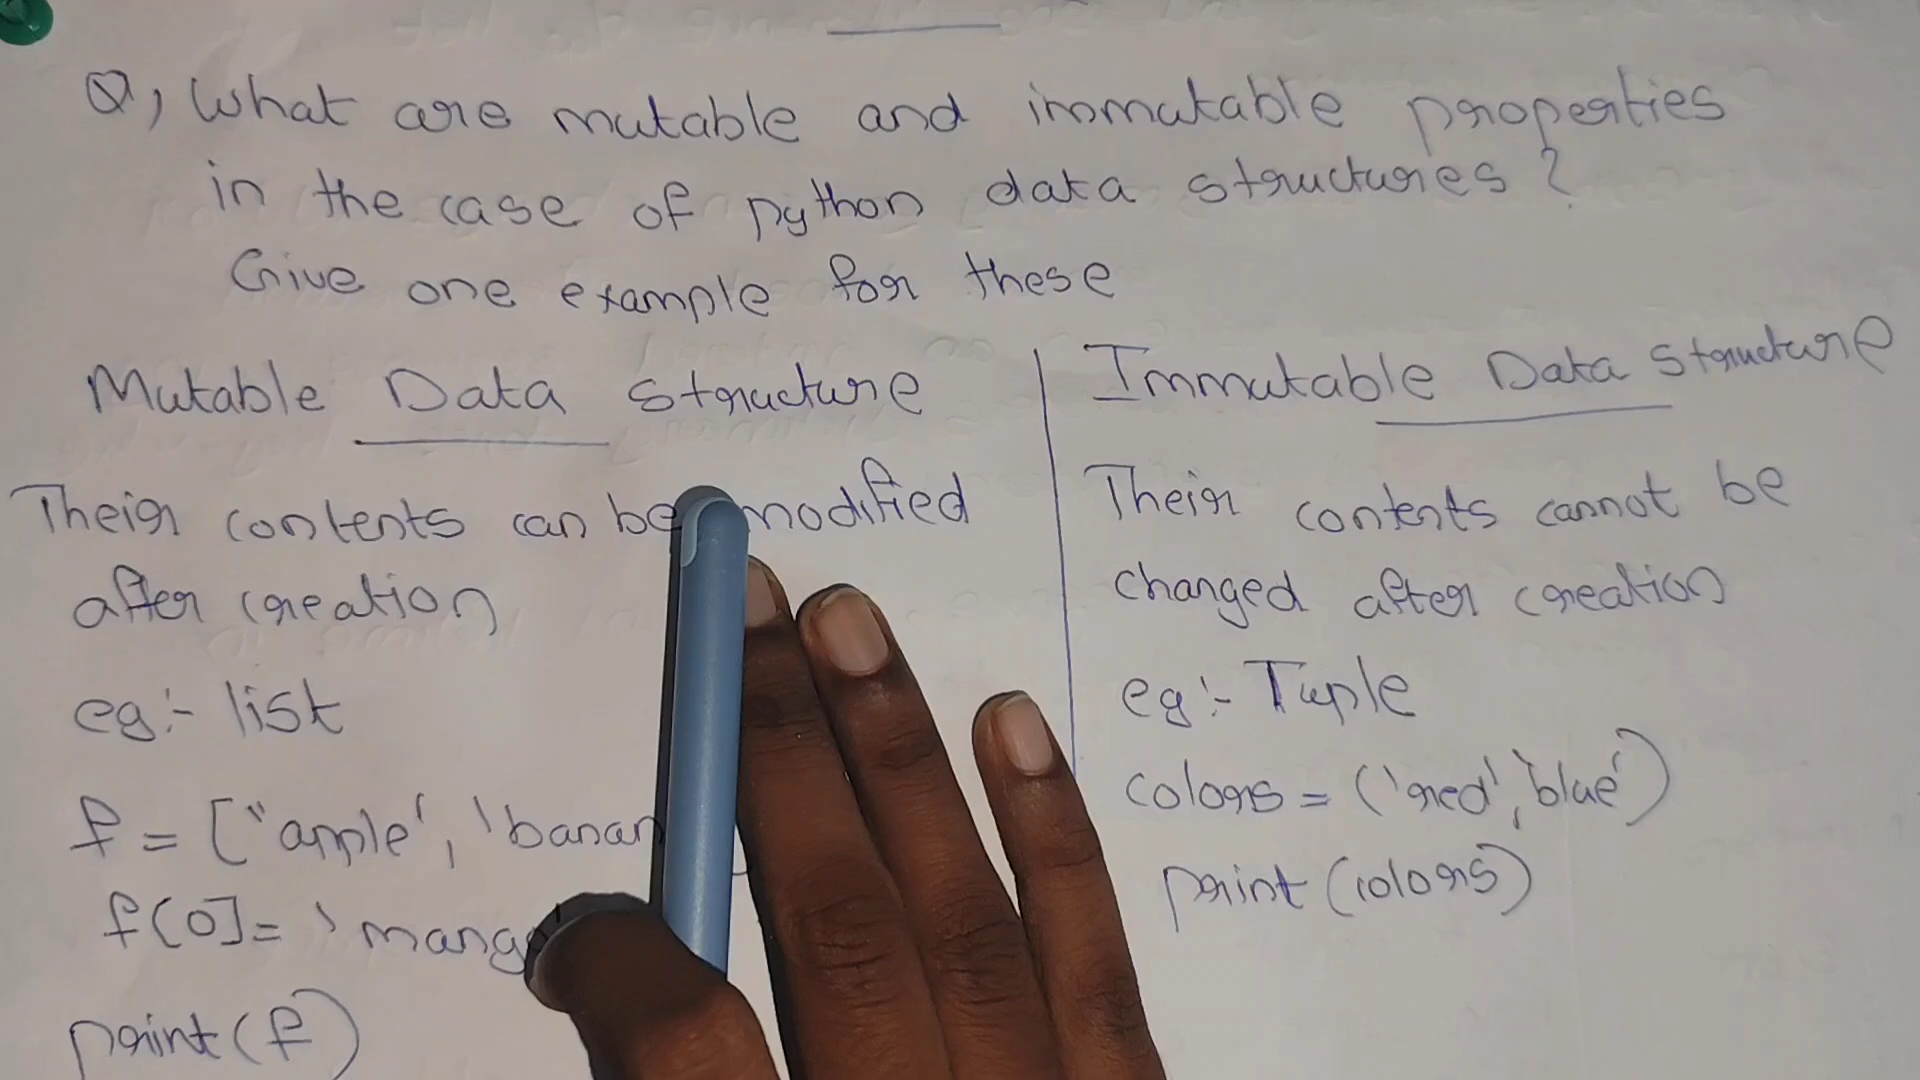 Q, What are mutable and immutable properties
in the case of python data structures?
Give one example for these
Mutable Data Structure
Their contents can be modified
after creation
eg:- list
f = ["apple', 'banan
f[0]= 'mang
print(f)
Immutable Data Structure
Their contents cannot be
changed after creation
eg:- Tuple
colors = ('red', 'blue')
print (colors)